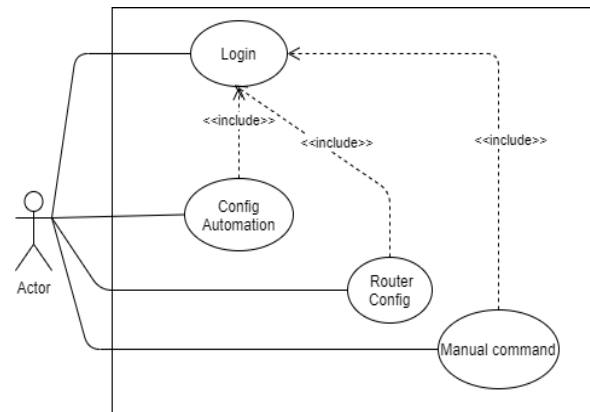 Login
<<include>>
<<include>>
<<include>>
Config
Automation
Actor
Router
Config
Manual command